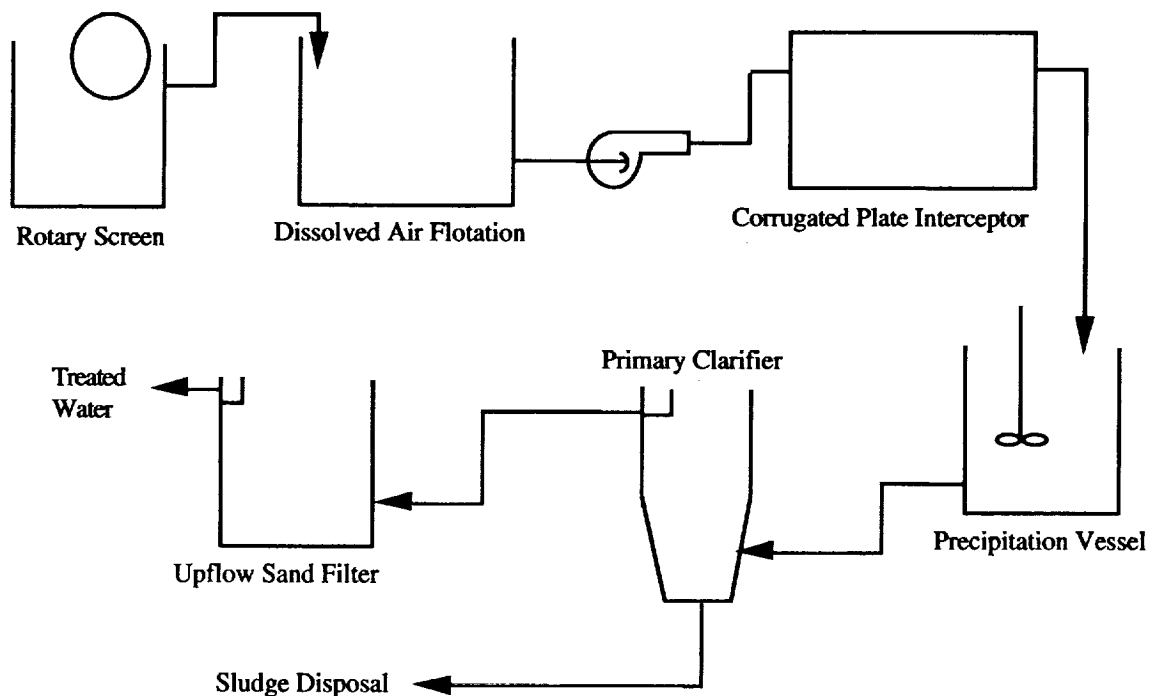 Rotary Screen
Dissolved Air Flotation
Corrugated Plate Interceptor
Primary Clarifier
Treated
Water
Precipitation Vessel
Upflow Sand Filter
Sludge Disposal